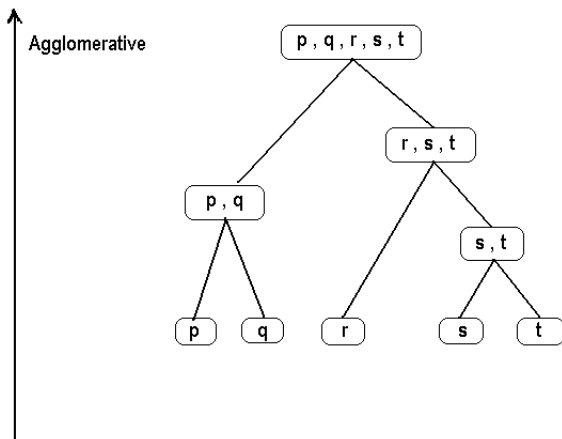 Agglomerative
p , q , r , s , t
r , s , t
p , q
s , t
p
q
r
s
t